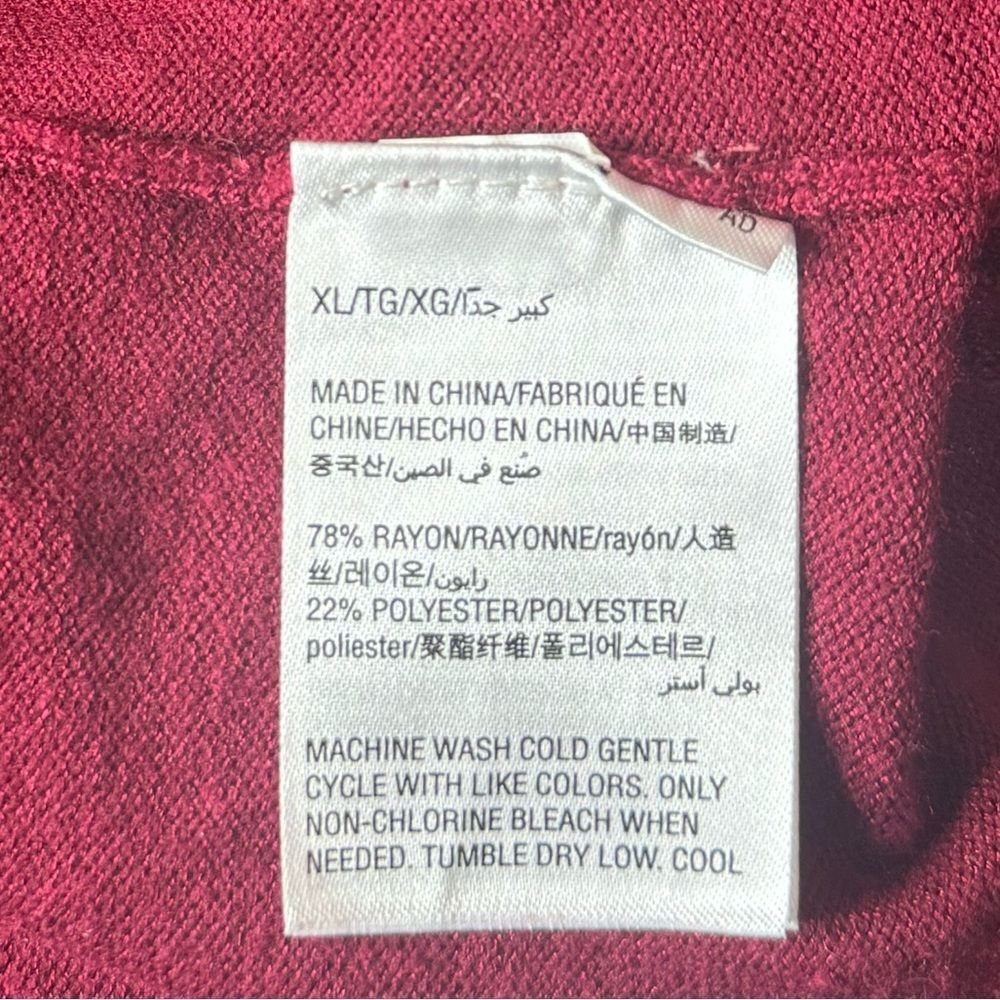 AD
XL/TG/XG/كبير جدًا
MADE IN CHINA/FABRIQUÉ EN
CHINE/HECHO EN CHINA/中国制造/
중국산/صُنع في الصين
78% RAYON/RAYONNE/rayón/人造
丝/레이온/رايون
22% POLYESTER/POLYESTER/
poliester/聚酯纤维/폴리에스테르/
بولي أستر
MACHINE WASH COLD GENTLE
CYCLE WITH LIKE COLORS. ONLY
NON-CHLORINE BLEACH WHEN
NEEDED. TUMBLE DRY LOW. COOL